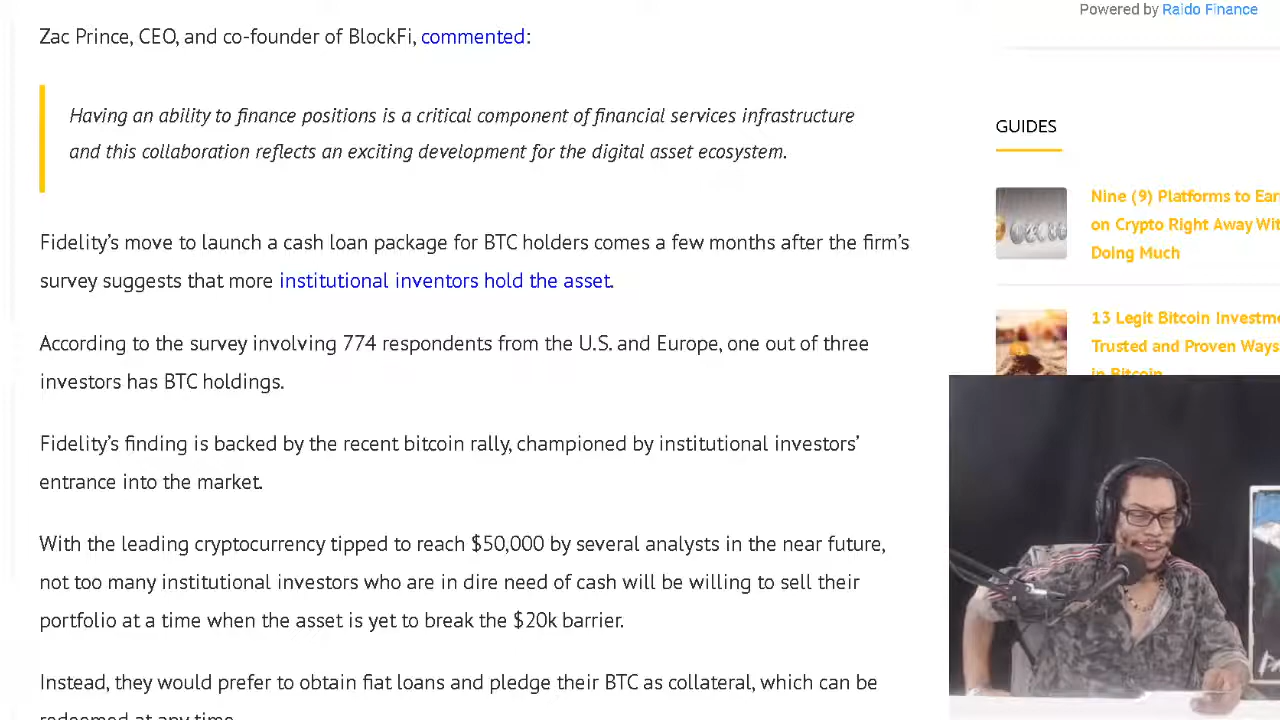 Powered by Raido Finance
Zac Prince, CEO, and co-founder of BlockFi, commented:
Having an ability to finance positions is a critical component of financial services infrastructure
and this collaboration reflects an exciting development for the digital asset ecosystem.
Fidelity's move to launch a cash loan package for BTC holders comes a few months after the firm's
survey suggests that more institutional inventors hold the asset.
According to the survey involving 774 respondents from the U.S. and Europe, one out of three
investors has BTC holdings.
Fidelity's finding is backed by the recent bitcoin rally, championed by institutional investors'
entrance into the market.
With the leading cryptocurrency tipped to reach $50,000 by several analysts in the near future,
not too many institutional investors who are in dire need of cash will be willing to sell their
portfolio at a time when the asset is yet to break the $20k barrier.
Instead, they would prefer to obtain fiat loans and pledge their BTC as collateral, which can be
redeemed at any time.
GUIDES
Nine (9) Platforms to Ear
on Crypto Right Away Wit
Doing Much
13 Legit Bitcoin Investme
Trusted and Proven Ways
in Bitcoin